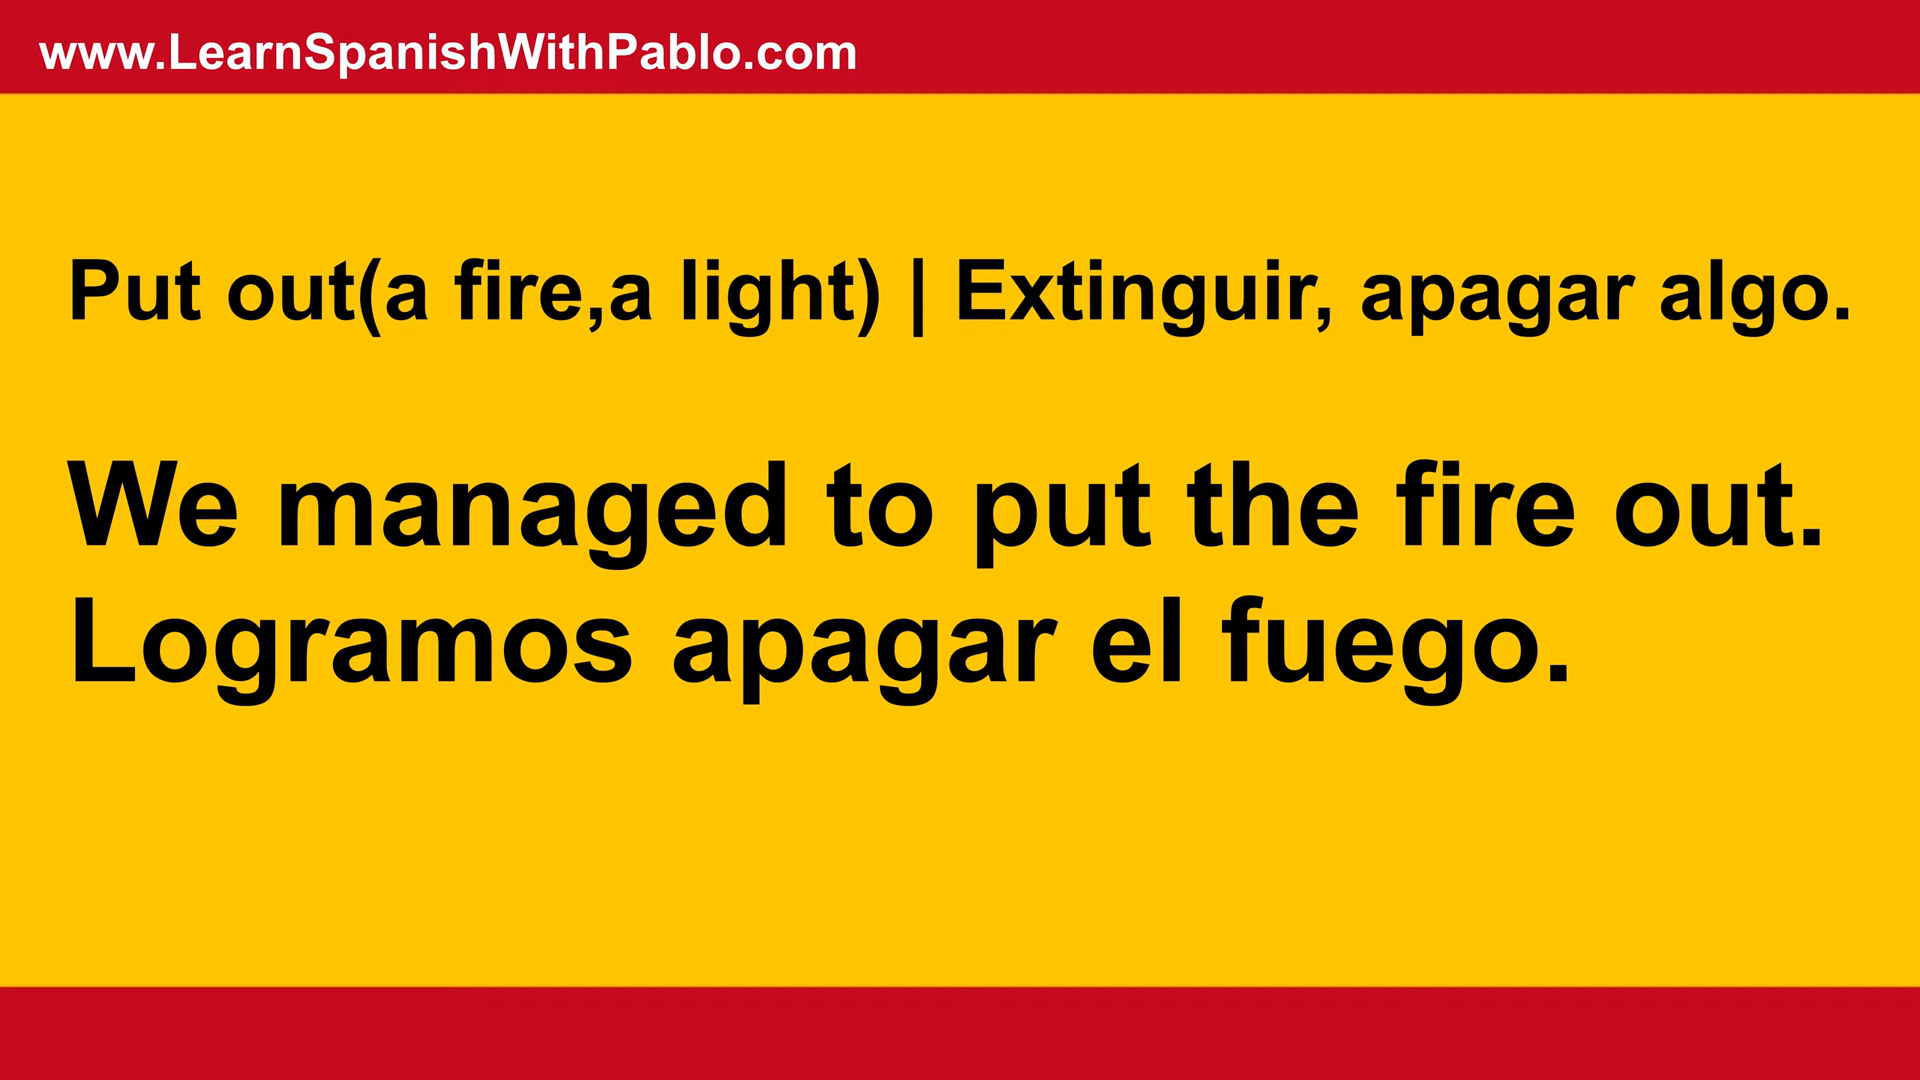 www.LearnSpanishWithPablo.com
Put out(a fire,a light) | Extinguir, apagar algo.
We managed to put the fire out.
Logramos apagar el fuego.